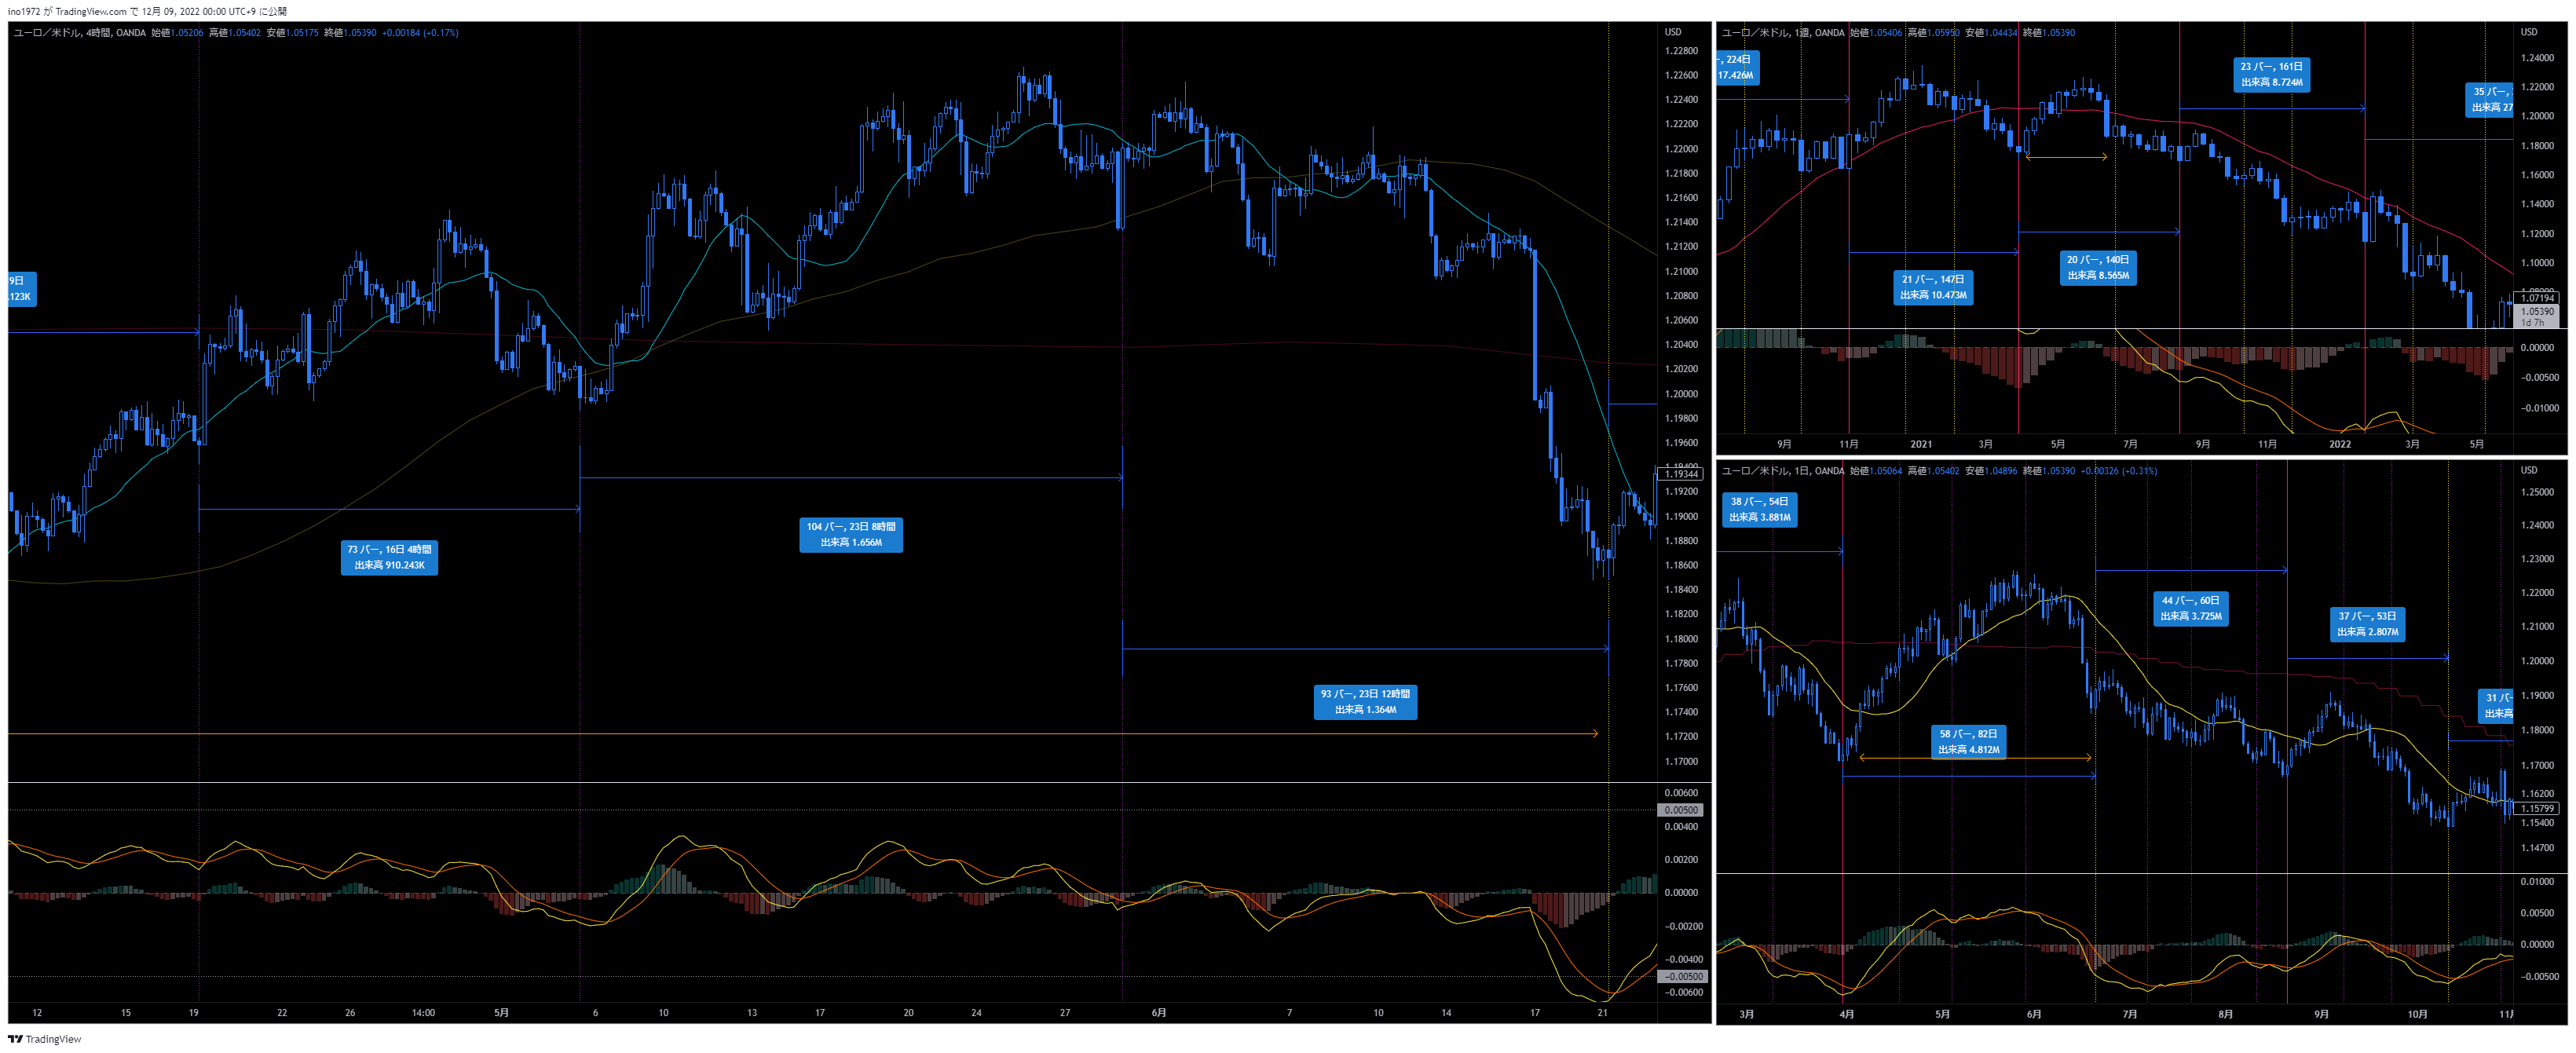 ino1972 が TradingView.com で 12月 09, 2022 00:00 UTC+9 に公開
ユーロ／米ドル, 4時間, OANDA 始値1.05206 高値1.05402 安値1.05175 終値1.05390 +0.00184 (+0.17%)
9日
.123K
73 バー, 16日 4時間
出来高 910.243K
104 バー, 23日 8時間
出来高 1.656M
93 バー, 23日 12時間
出来高 1.364M
USD
1.22800
1.22600
1.22400
1.22200
1.22000
1.21800
1.21600
1.21400
1.21200
1.21000
1.20800
1.20600
1.20400
1.20200
1.20000
1.19800
1.19600
1.19400
1.19344
1.19200
1.19000
1.18800
1.18600
1.18400
1.18200
1.18000
1.17800
1.17600
1.17400
1.17200
1.17000
0.00600
0.00500
0.00400
0.00200
0.00000
−0.00200
−0.00400
−0.00500
−0.00600
12 15 19 22 26 14:00 5月 6 10 13 17 20 24 27 6月 7 10 14 17 21
ユーロ／米ドル, 1週, OANDA 始値1.05406 高値1.05950 安値1.04434 終値1.05390
ー, 224日
17.426M
21 バー, 147日
出来高 10.473M
20 バー, 140日
出来高 8.565M
23 バー, 161日
出来高 8.724M
35 バー,
出来高 27
USD
1.24000
1.22000
1.20000
1.18000
1.16000
1.14000
1.12000
1.10000
1.08000
1.07194
1.05390
1d 7h
0.00000
−0.00500
−0.01000
9月 11月 2021 3月 5月 7月 9月 11月 2022 3月 5月
ユーロ／米ドル, 1日, OANDA 始値1.05064 高値1.05402 安値1.04896 終値1.05390 +0.00326 (+0.31%)
38 バー, 54日
出来高 3.881M
58 バー, 82日
出来高 4.812M
44 バー, 60日
出来高 3.725M
37 バー, 53日
出来高 2.807M
31 バー
出来高
USD
1.25000
1.24000
1.23000
1.22000
1.21000
1.20000
1.19000
1.18000
1.17000
1.16200
1.15799
1.15400
1.14700
0.01000
0.00500
0.00000
−0.00500
3月 4月 5月 6月 7月 8月 9月 10月 11月
TradingView